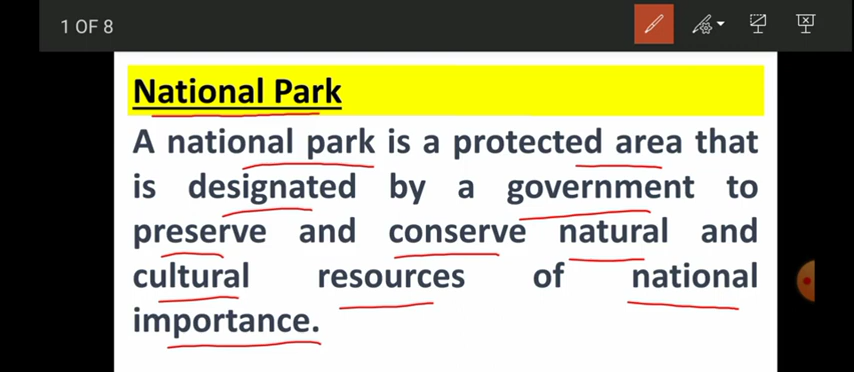 1 OF 8
National Park
A national park is a protected area that
is designated by a government to
preserve and conserve natural and
cultural resources of national
importance.